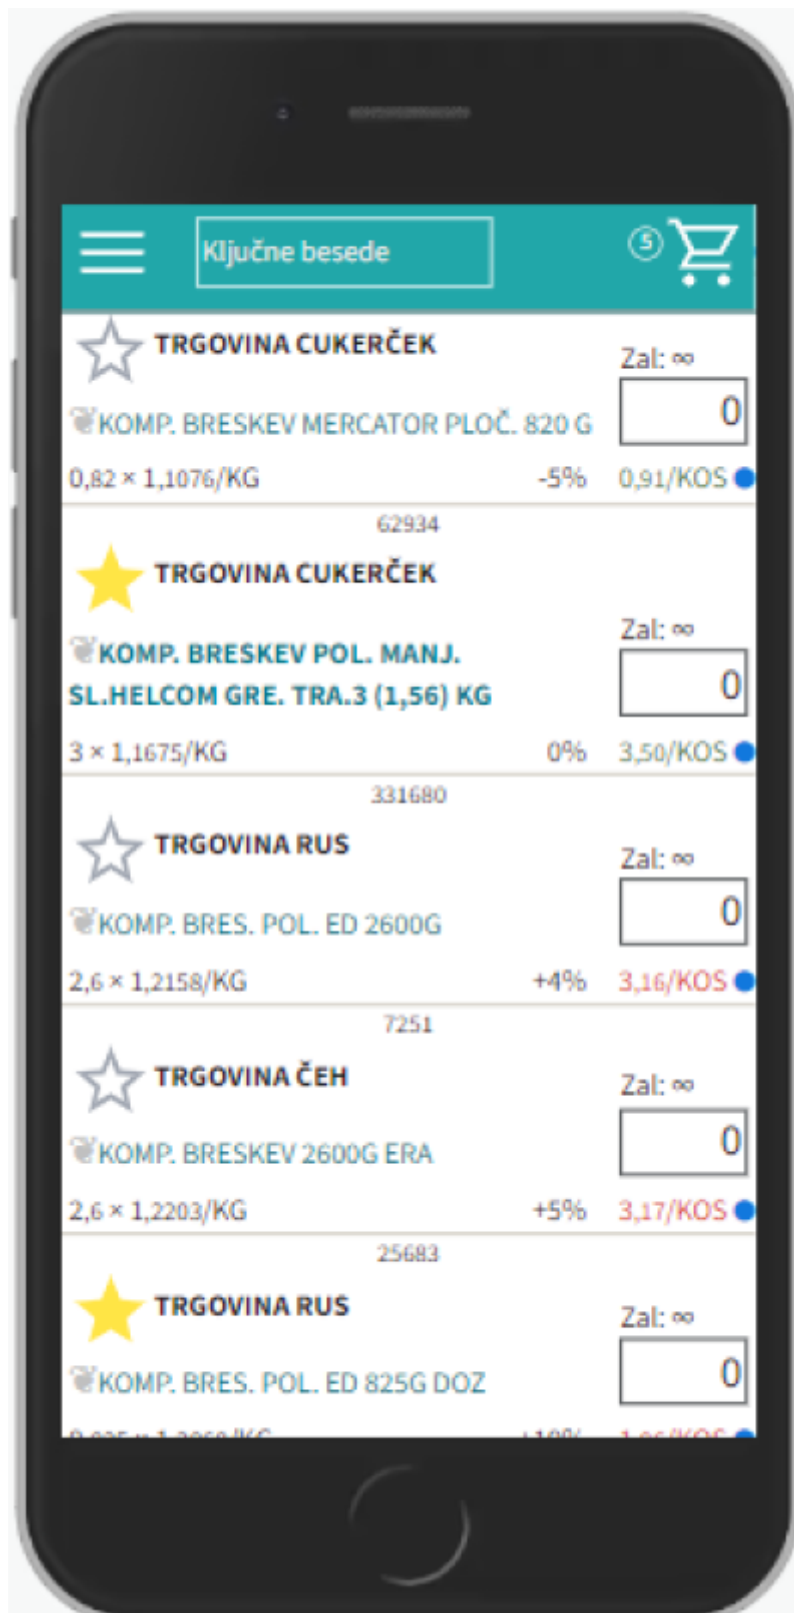 Ključne besede
5
TRGOVINA CUKERČEK
Zal: ∞
KOMP. BRESKEV MERCATOR PLOČ. 820 G
0
0,82 × 1,1076/KG -5% 0,91/KOS
62934
TRGOVINA CUKERČEK
Zal: ∞
KOMP. BRESKEV POL. MANJ.
SL.HELCOM GRE. TRA.3 (1,56) KG
0
3 × 1,1675/KG 0% 3,50/KOS
331680
TRGOVINA RUS
Zal: ∞
KOMP. BRES. POL. ED 2600G
0
2,6 × 1,2158/KG +4% 3,16/KOS
7251
TRGOVINA ČEH
Zal: ∞
KOMP. BRESKEV 2600G ERA
0
2,6 × 1,2203/KG +5% 3,17/KOS
25683
TRGOVINA RUS
Zal: ∞
KOMP. BRES. POL. ED 825G DOZ
0